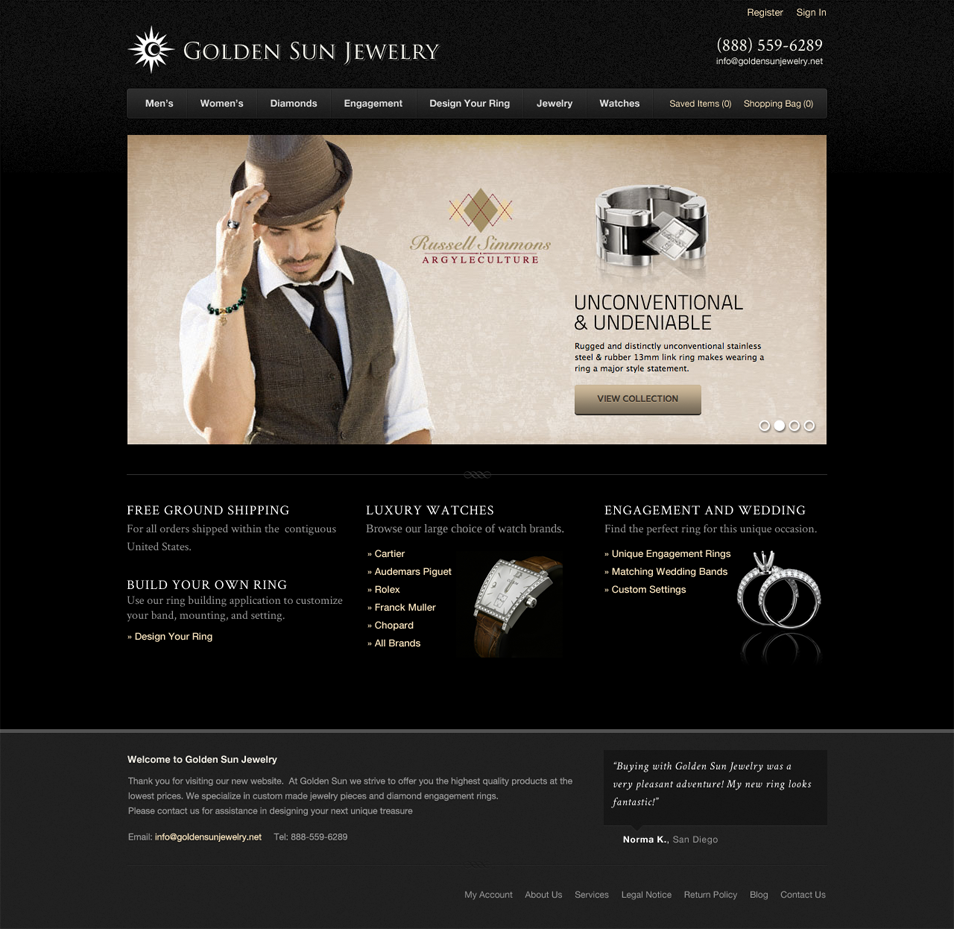 Register Sign In
GOLDEN SUN JEWELRY
(888) 559-6289
info@goldensunjewelry.net
Men's Women's Diamonds Engagement Design Your Ring Jewelry Watches Saved Items (0) Shopping Bag (0)
Russell Simmons
ARGYLECULTURE
UNCONVENTIONAL
& UNDENIABLE
Rugged and distinctly unconventional stainless
steel & rubber 13mm link ring makes wearing a
ring a major style statement.
VIEW COLLECTION
FREE GROUND SHIPPING
For all orders shipped within the contiguous
United States.
BUILD YOUR OWN RING
Use our ring building application to customize
your band, mounting, and setting.
» Design Your Ring
LUXURY WATCHES
Browse our large choice of watch brands.
» Cartier
» Audemars Piguet
» Rolex
» Franck Muller
» Chopard
» All Brands
ENGAGEMENT AND WEDDING
Find the perfect ring for this unique occasion.
» Unique Engagement Rings
» Matching Wedding Bands
» Custom Settings
Welcome to Golden Sun Jewelry
Thank you for visiting our new website. At Golden Sun we strive to offer you the highest quality products at the
lowest prices. We specialize in custom made jewelry pieces and diamond engagement rings.
Please contact us for assistance in designing your next unique treasure
Email: info@goldensunjewelry.net Tel: 888-559-6289
"Buying with Golden Sun Jewelry was a
very pleasant adventure! My new ring looks
fantastic!"
Norma K., San Diego
My Account About Us Services Legal Notice Return Policy Blog Contact Us